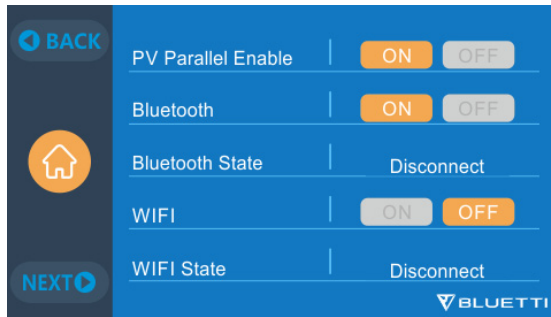 BACK
PV Parallel Enable ON OFF
Bluetooth ON OFF
Bluetooth State Disconnect
WIFI ON OFF
WIFI State Disconnect
NEXT
BLUETTI